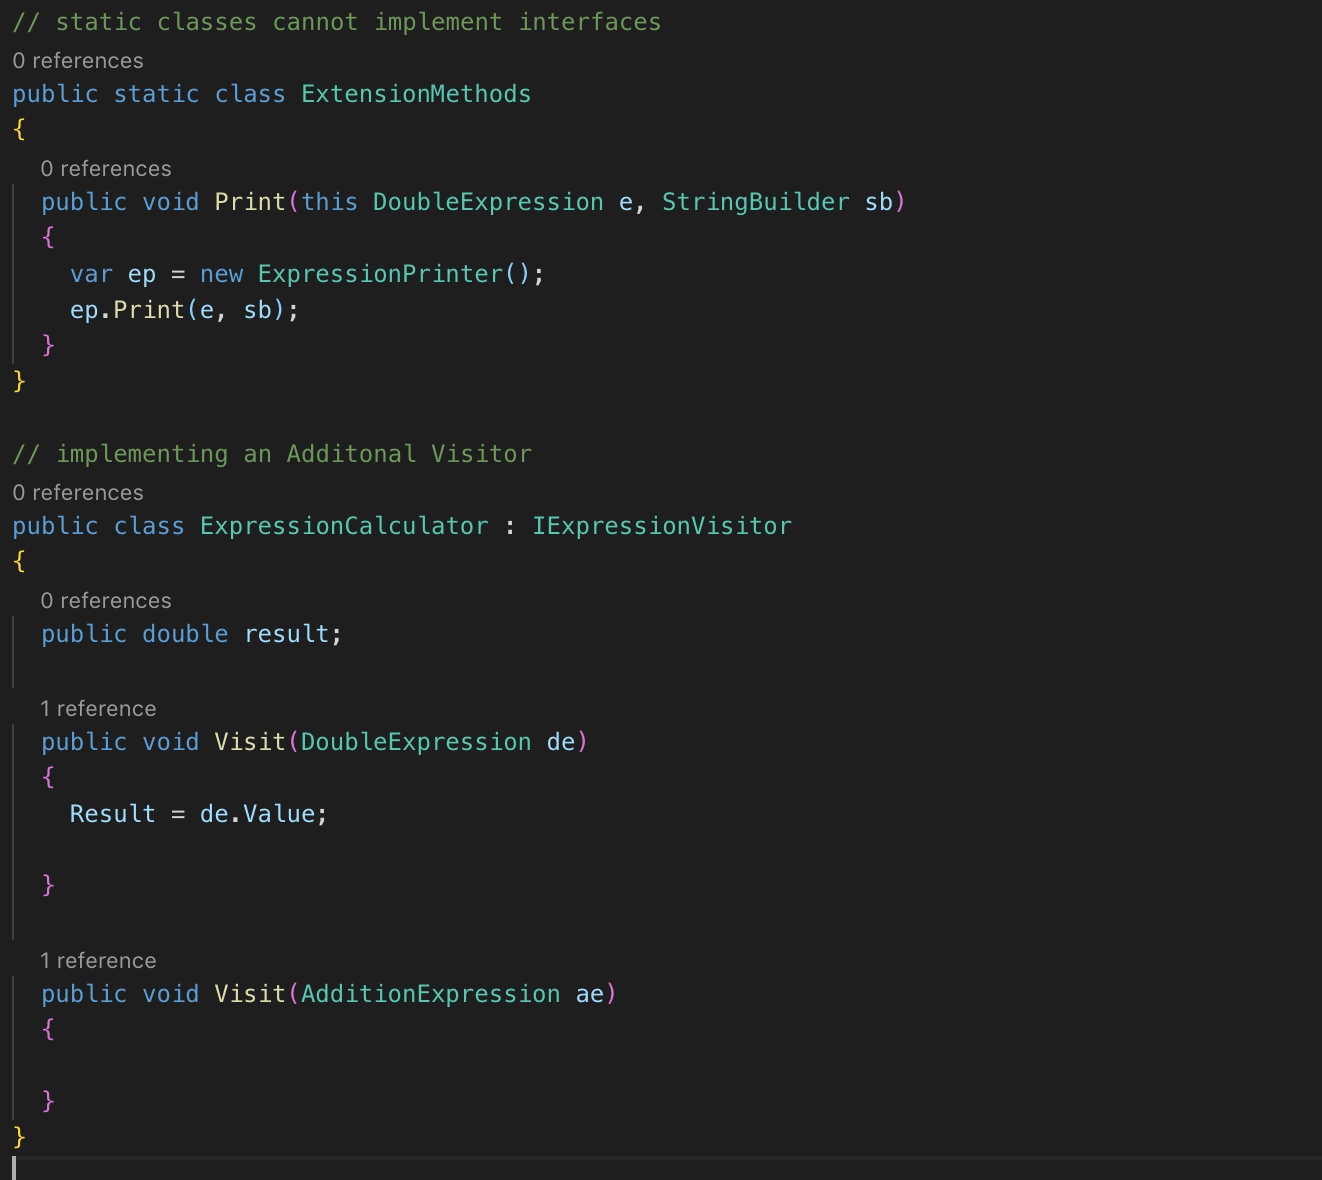 // static classes cannot implement interfaces
0 references
public static class ExtensionMethods
{
0 references
public void Print(this DoubleExpression e, StringBuilder sb)
{
var ep = new ExpressionPrinter();
ep.Print(e, sb);
}
}
// implementing an Additonal Visitor
0 references
public class ExpressionCalculator : IExpressionVisitor
{
0 references
public double result;
1 reference
public void Visit(DoubleExpression de)
{
Result = de.Value;
}
1 reference
public void Visit(AdditionExpression ae)
{
}
}